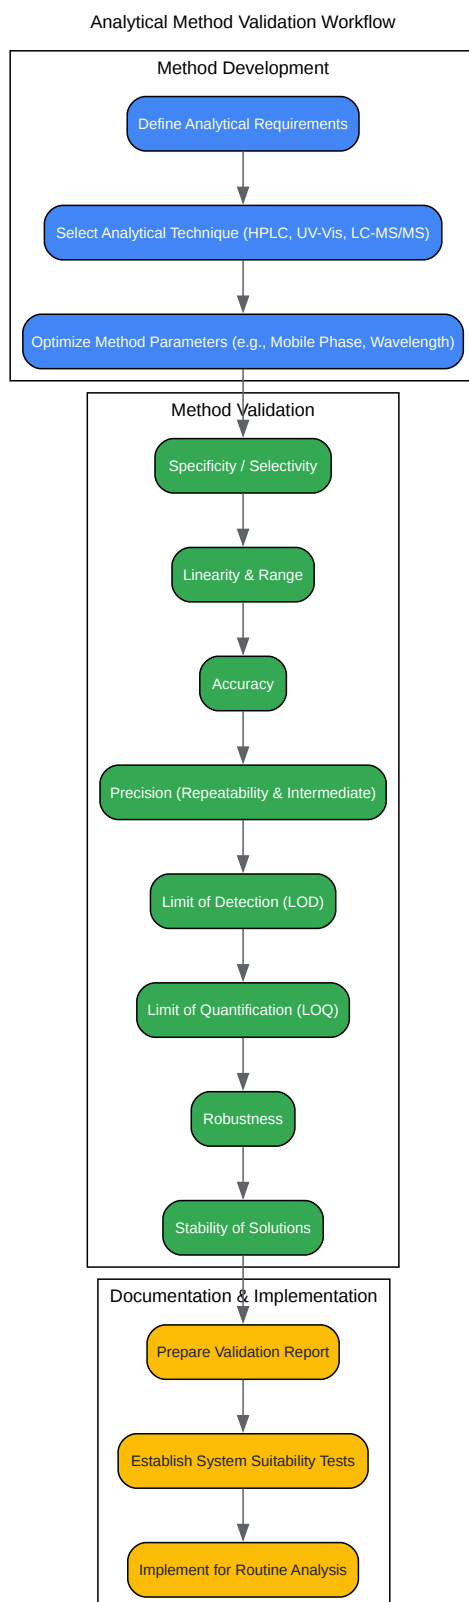 Analytical Method Validation Workflow
Method Development
Define Analytical Requirements
Select Analytical Technique (HPLC, UV-Vis, LC-MS/MS)
Optimize Method Parameters (e.g., Mobile Phase, Wavelength)
Method Validation
Specificity / Selectivity
Linearity & Range
Accuracy
Precision (Repeatability & Intermediate)
Limit of Detection (LOD)
Limit of Quantification (LOQ)
Robustness
Stability of Solutions
Documentation & Implementation
Prepare Validation Report
Establish System Suitability Tests
Implement for Routine Analysis